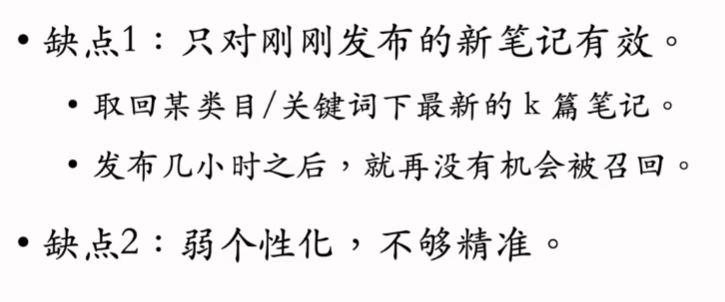 • 缺点1：只对刚刚发布的新笔记有效。
• 取回某类目/关键词下最新的 k 篇笔记。
• 发布几小时之后，就再没有机会被召回。
• 缺点2：弱个性化，不够精准。